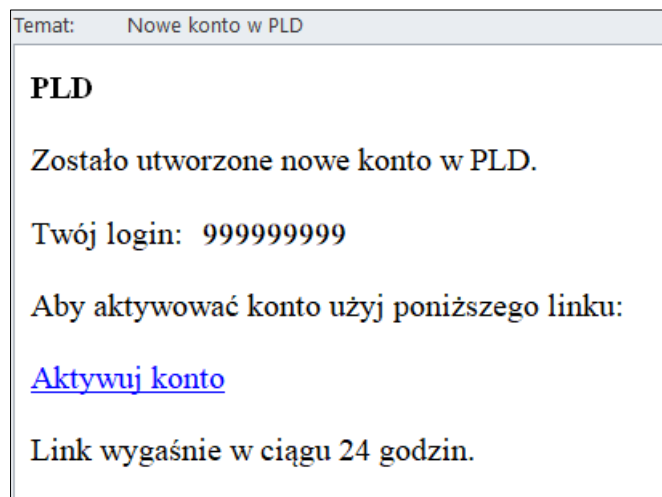 Temat: Nowe konto w PLD
PLD
Zostało utworzone nowe konto w PLD.
Twój login: 999999999
Aby aktywować konto użyj poniższego linku:
Aktywuj konto
Link wygaśnie w ciągu 24 godzin.